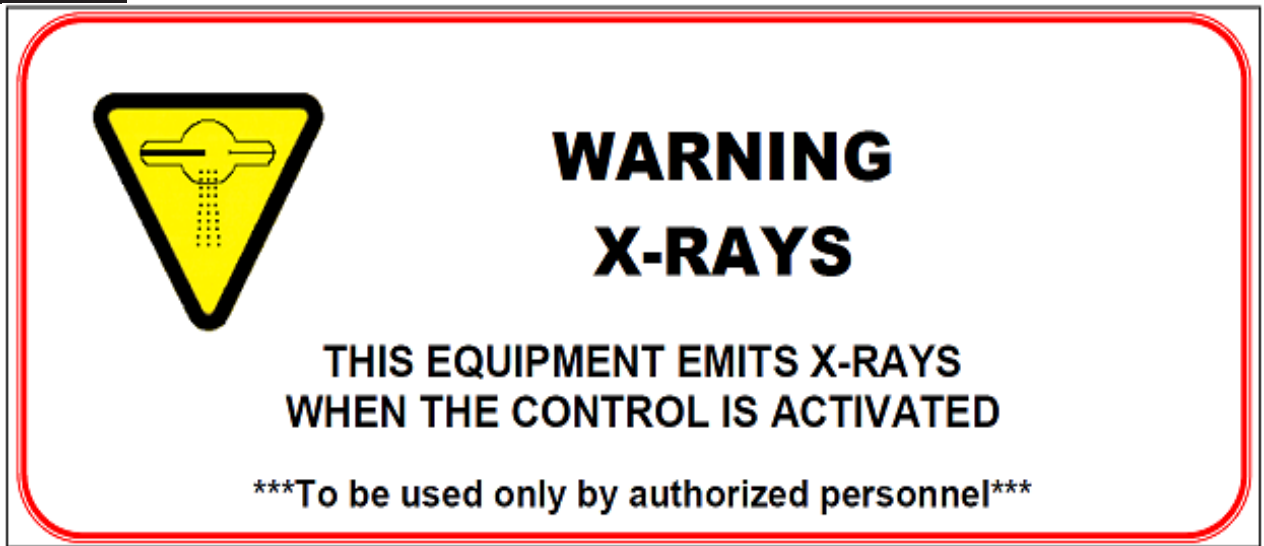 WARNING
X-RAYS
THIS EQUIPMENT EMITS X-RAYS
WHEN THE CONTROL IS ACTIVATED
***To be used only by authorized personnel***